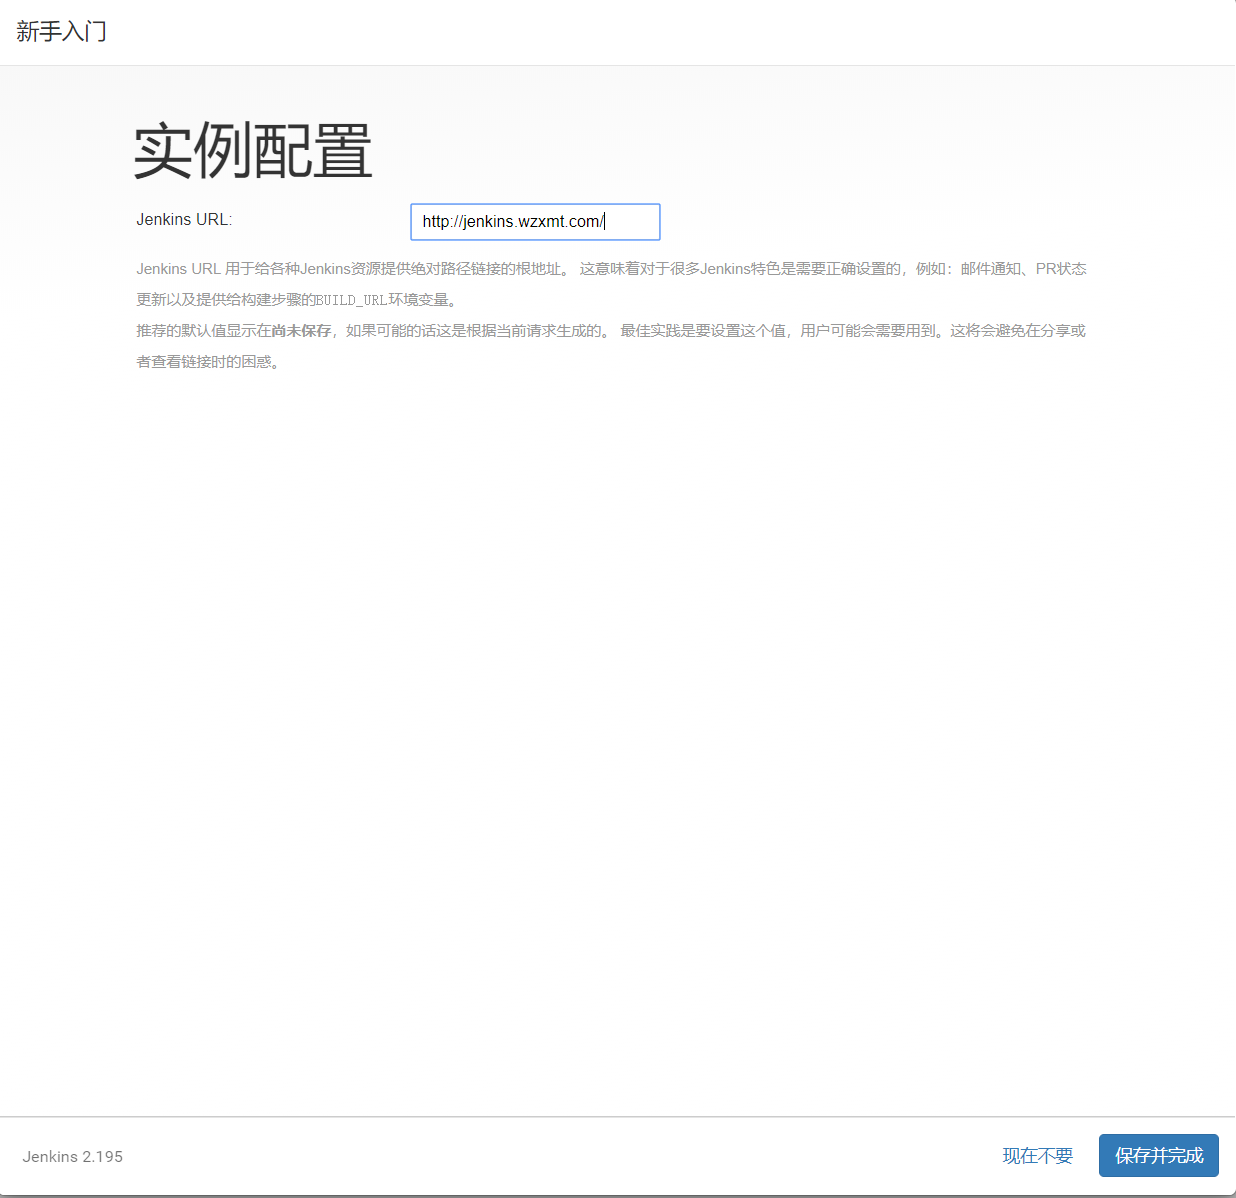 新手入门
实例配置
Jenkins URL:
http://jenkins.wzxmt.com/
Jenkins URL 用于给各种Jenkins资源提供绝对路径链接的根地址。 这意味着对于很多Jenkins特色是需要正确设置的，例如：邮件通知、PR状态
更新以及提供给构建步骤的BUILD_URL环境变量。
推荐的默认值显示在尚未保存，如果可能的话这是根据当前请求生成的。 最佳实践是要设置这个值，用户可能会需要用到。这将会避免在分享或
者查看链接时的困惑。
Jenkins 2.195
现在不要
保存并完成